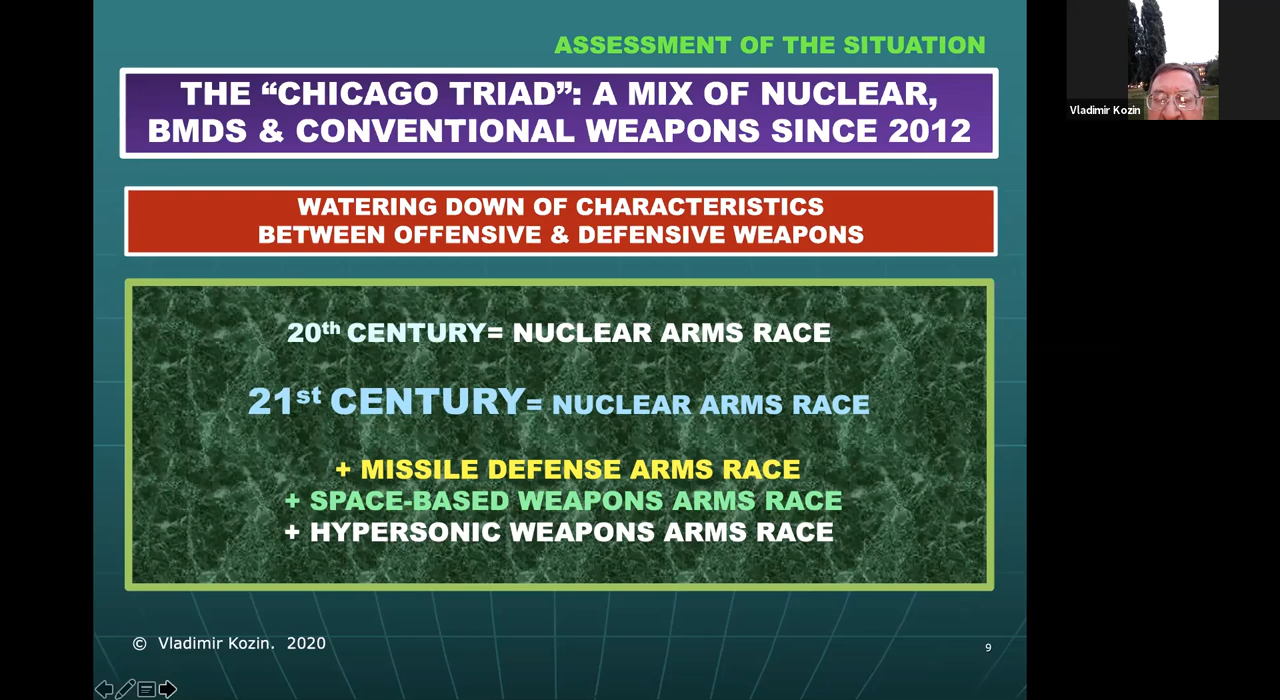 ASSESSMENT OF THE SITUATION
THE “CHICAGO TRIAD”: A MIX OF NUCLEAR,
BMDS & CONVENTIONAL WEAPONS SINCE 2012
WATERING DOWN OF CHARACTERISTICS
BETWEEN OFFENSIVE & DEFENSIVE WEAPONS
20th CENTURY= NUCLEAR ARMS RACE
21st CENTURY= NUCLEAR ARMS RACE
+ MISSILE DEFENSE ARMS RACE
+ SPACE-BASED WEAPONS ARMS RACE
+ HYPERSONIC WEAPONS ARMS RACE
© Vladimir Kozin. 2020
9
Vladimir Kozin